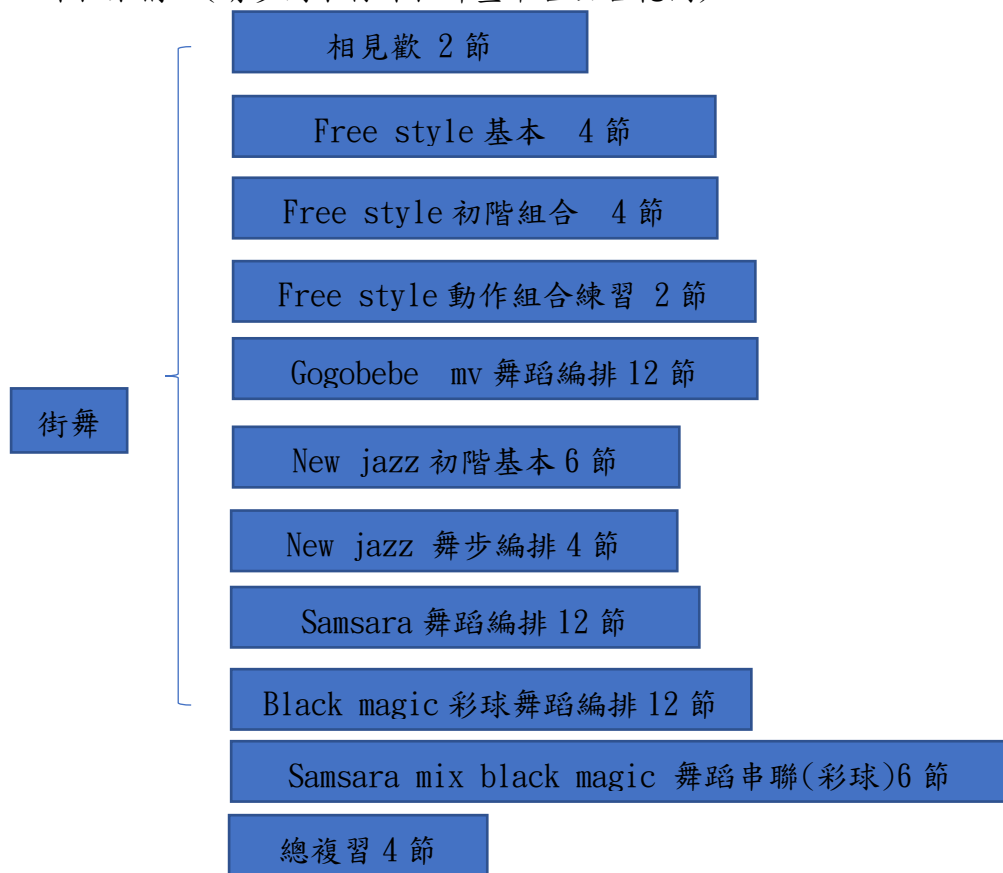 相見歡 2 節
Free style 基本 4 節
Free style 初階組合 4 節
Free style 動作組合練習 2 節
Gogobebe mv 舞蹈編排 12 節
街舞
New jazz 初階基本 6 節
New jazz 舞步編排 4 節
Samsara 舞蹈編排 12 節
Black magic 彩球舞蹈編排 12 節
Samsara mix black magic 舞蹈串聯(彩球)6 節
總複習 4 節